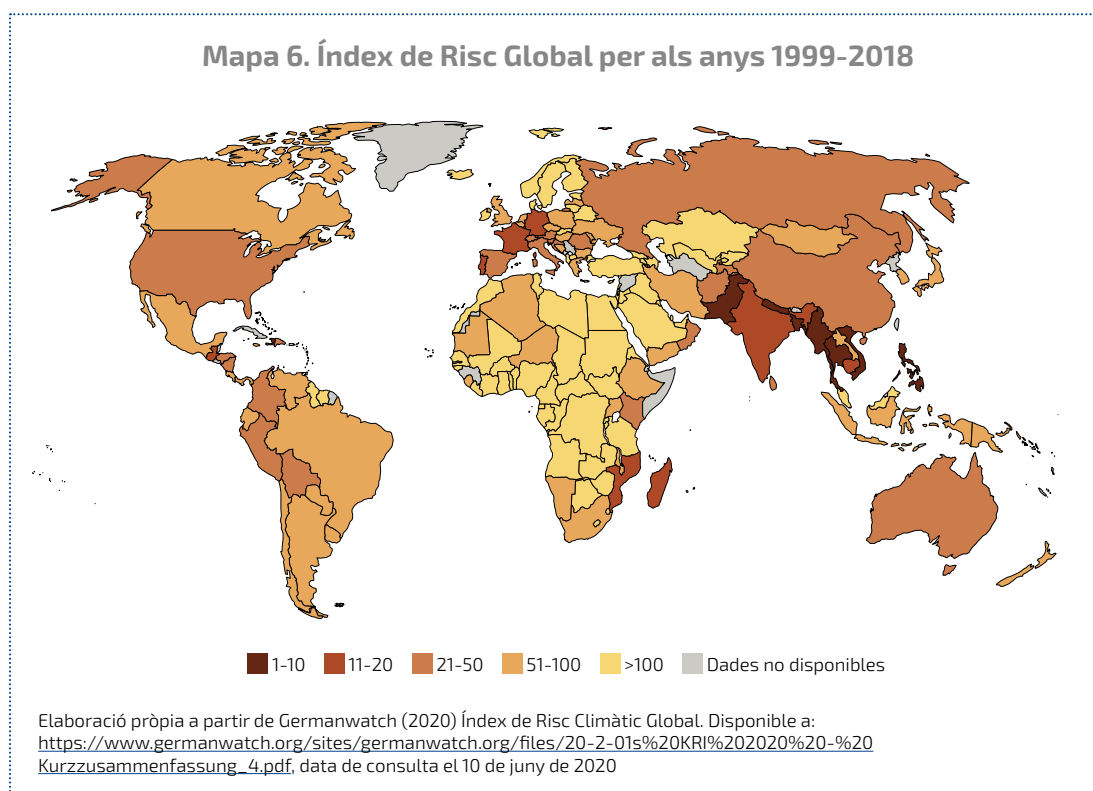 Mapa 6. Índex de Risc Global per als anys 1999-2018
1-10 11-20 21-50 51-100 >100 Dades no disponibles
Elaboració pròpia a partir de Germanwatch (2020) Índex de Risc Climàtic Global. Disponible a:
https://www.germanwatch.org/sites/germanwatch.org/files/20-2-01s%20KRI%202020%20-%20
Kurzzusammenfassung_4.pdf, data de consulta el 10 de juny de 2020